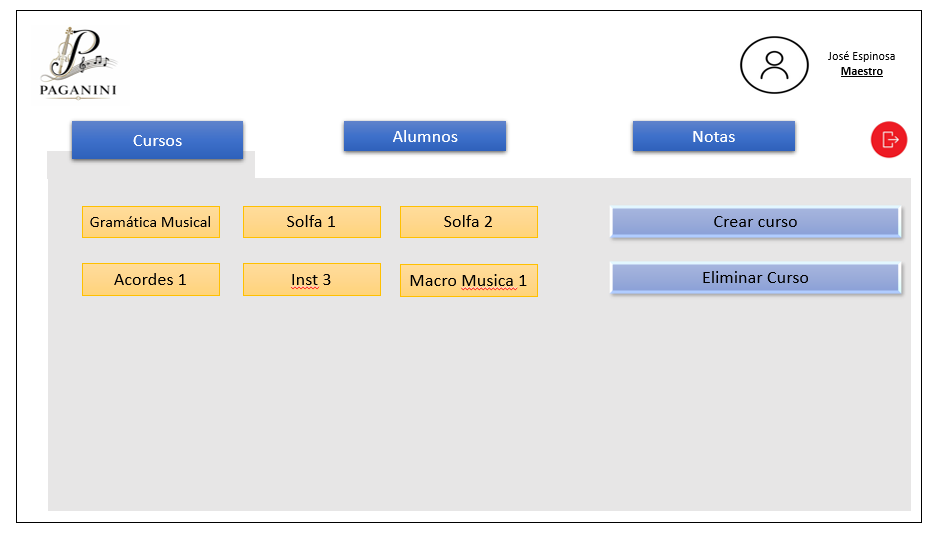 PAGANINI
José Espinosa
Maestro
Cursos
Alumnos
Notas
Gramática Musical
Solfa 1
Solfa 2
Crear curso
Acordes 1
Inst 3
Macro Musica 1
Eliminar Curso